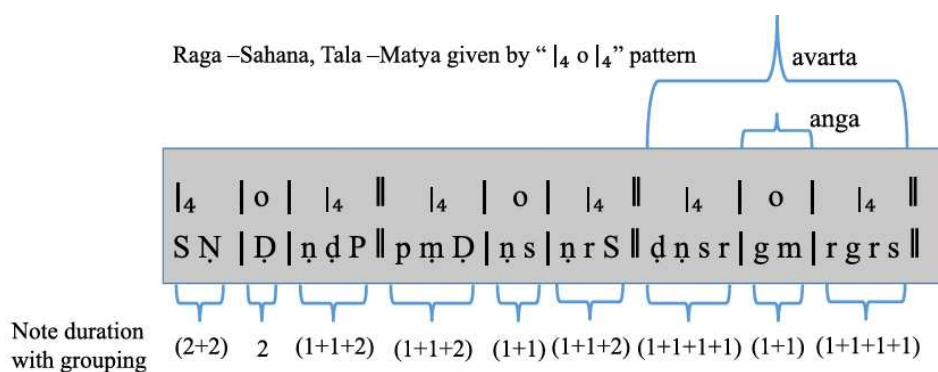 Raga –Sahana, Tala –Matya given by “ |₄ o |₄” pattern
avarta
anga
|₄ | o | |₄ ‖ |₄ | o | |₄ ‖ |₄ | o | |₄ ‖
S Ṇ | Ḍ | ṇ ḍ P ‖ p ṃ D | ṇ s | ṇ r S ‖ ḍ ṇ s r | g m | r g r s ‖
Note duration
with grouping
(2+2) 2 (1+1+2) (1+1+2) (1+1) (1+1+2) (1+1+1+1) (1+1) (1+1+1+1)